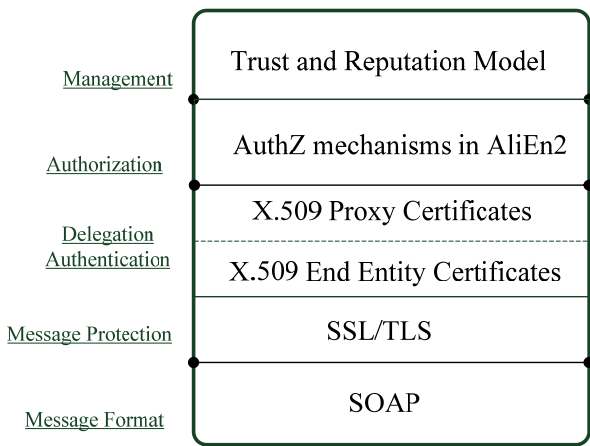 Trust and Reputation Model
Management
AuthZ mechanisms in AliEn2
Authorization
X.509 Proxy Certificates
Delegation
Authentication
X.509 End Entity Certificates
SSL/TLS
Message Protection
SOAP
Message Format